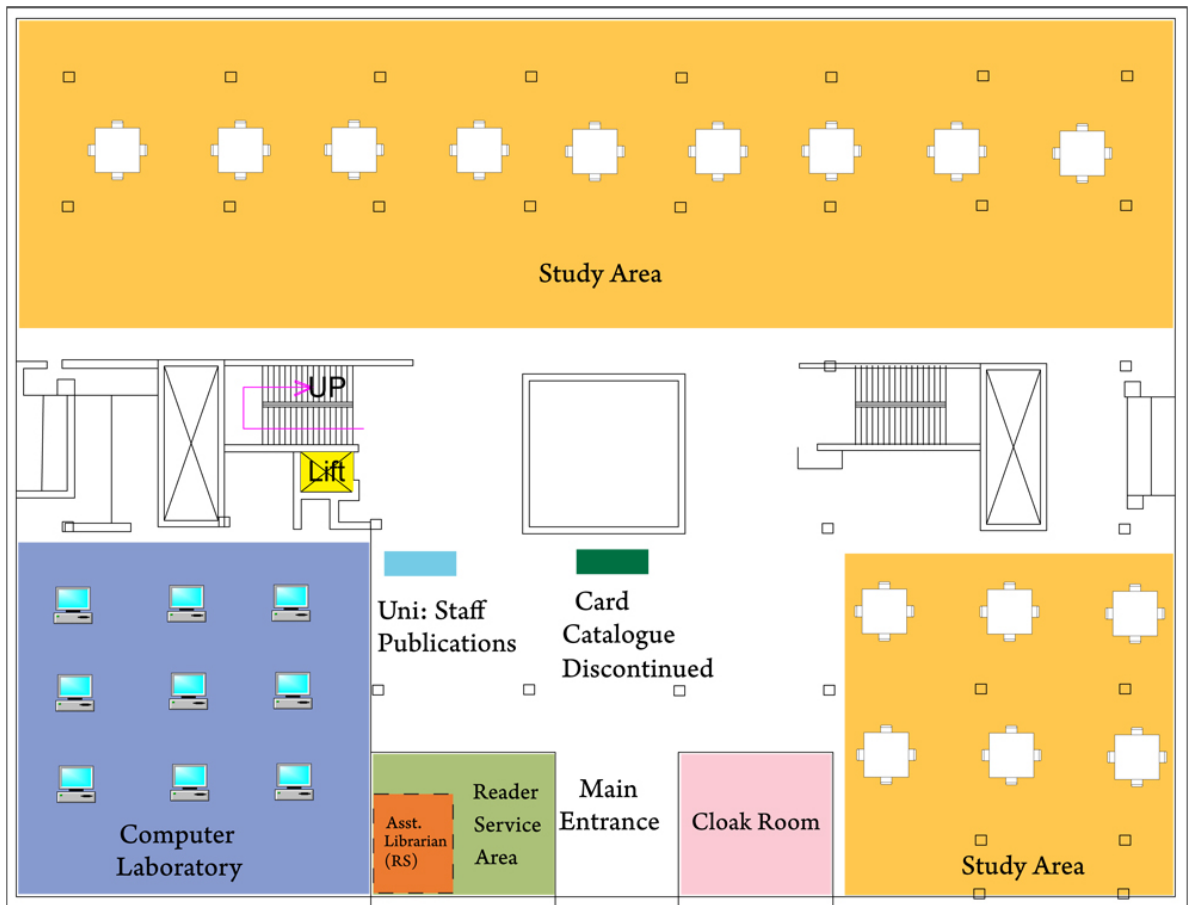 Study Area
UP
Lift
Uni: Staff
Publications
Card
Catalogue
Discontinued
Computer
Laboratory
Asst.
Librarian
(RS)
Reader
Service
Area
Main
Entrance
Cloak Room
Study Area